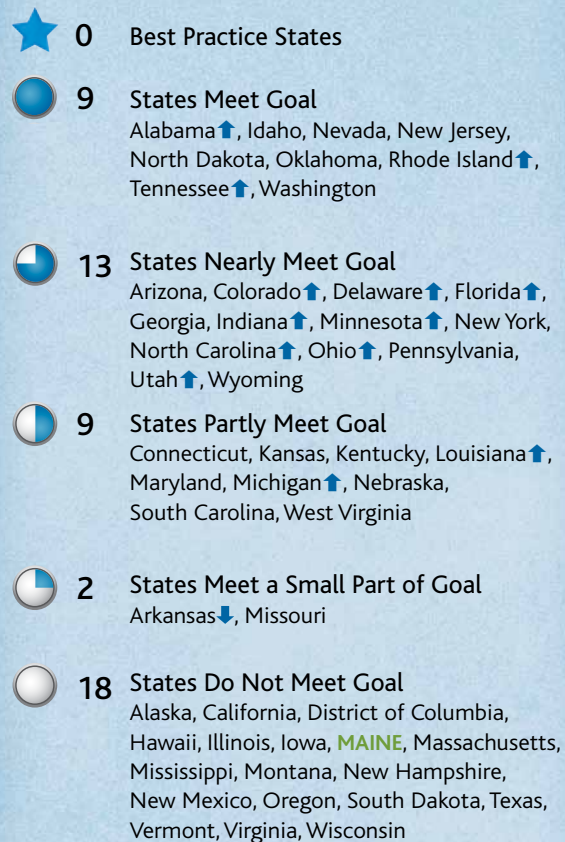 0 Best Practice States
9 States Meet Goal
Alabama⬆, Idaho, Nevada, New Jersey,
North Dakota, Oklahoma, Rhode Island⬆,
Tennessee⬆, Washington
13 States Nearly Meet Goal
Arizona, Colorado⬆, Delaware⬆, Florida⬆,
Georgia, Indiana⬆, Minnesota⬆, New York,
North Carolina⬆, Ohio⬆, Pennsylvania,
Utah⬆, Wyoming
9 States Partly Meet Goal
Connecticut, Kansas, Kentucky, Louisiana⬆,
Maryland, Michigan⬆, Nebraska,
South Carolina, West Virginia
2 States Meet a Small Part of Goal
Arkansas⬇, Missouri
18 States Do Not Meet Goal
Alaska, California, District of Columbia,
Hawaii, Illinois, Iowa, MAINE, Massachusetts,
Mississippi, Montana, New Hampshire,
New Mexico, Oregon, South Dakota, Texas,
Vermont, Virginia, Wisconsin